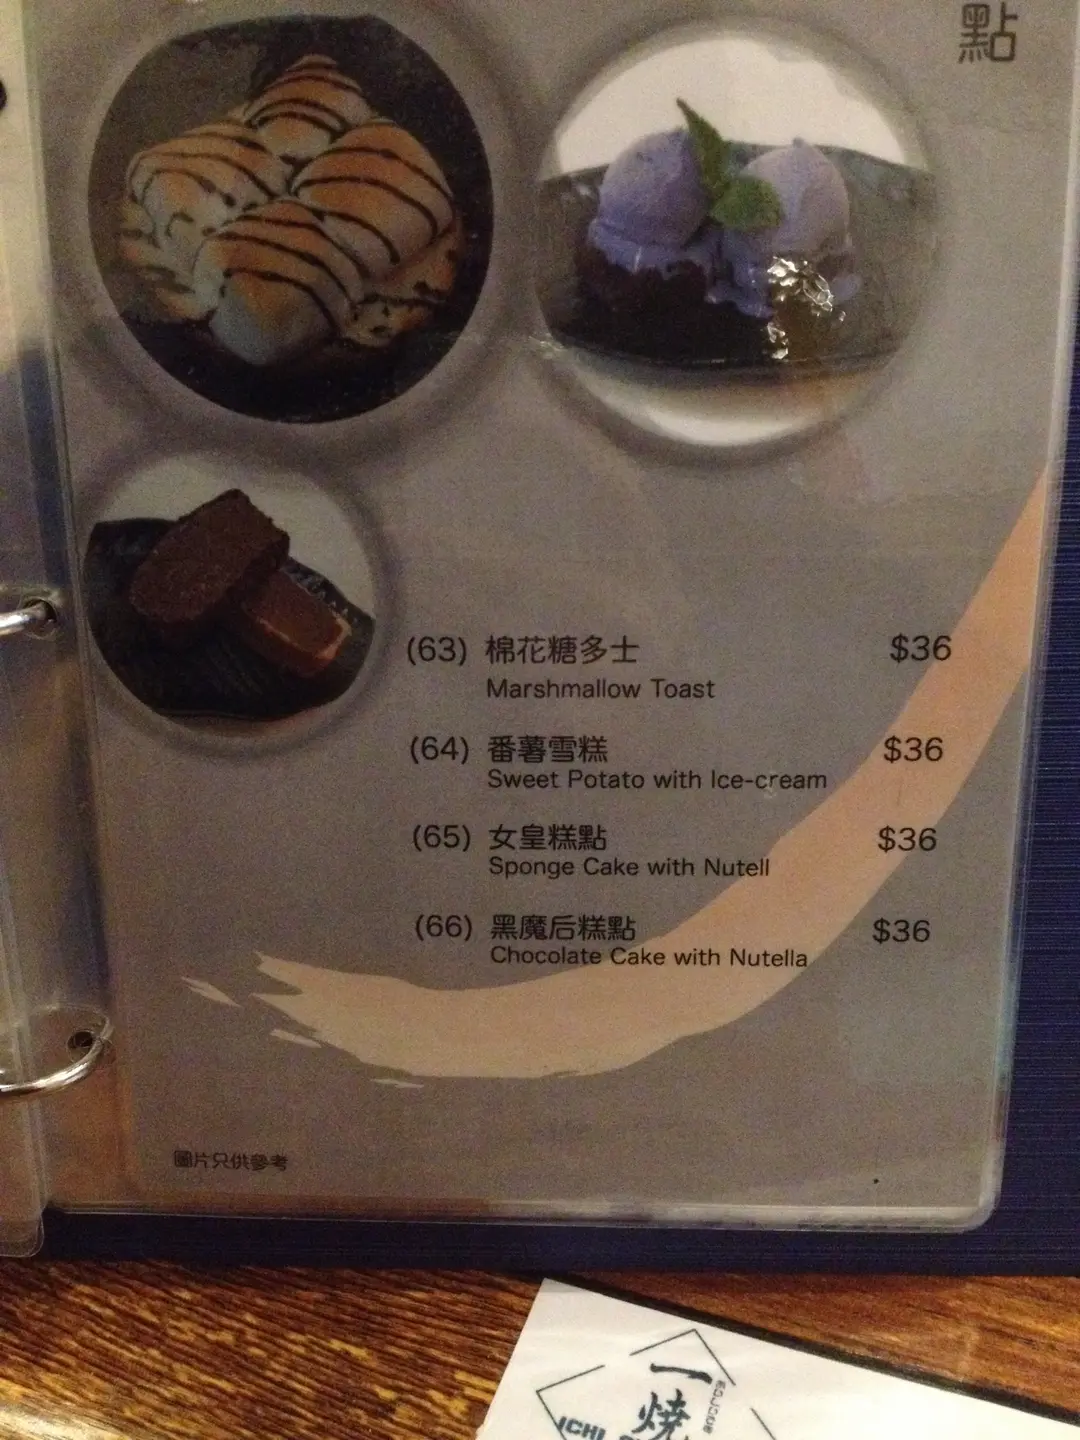 點
(63) 棉花糖多士 $36
Marshmallow Toast
(64) 番薯雪糕 $36
Sweet Potato with Ice-cream
(65) 女皇糕點 $36
Sponge Cake with Nutell
(66) 黑魔后糕點 $36
Chocolate Cake with Nutella
圖片只供參考
一
燒
ICHI